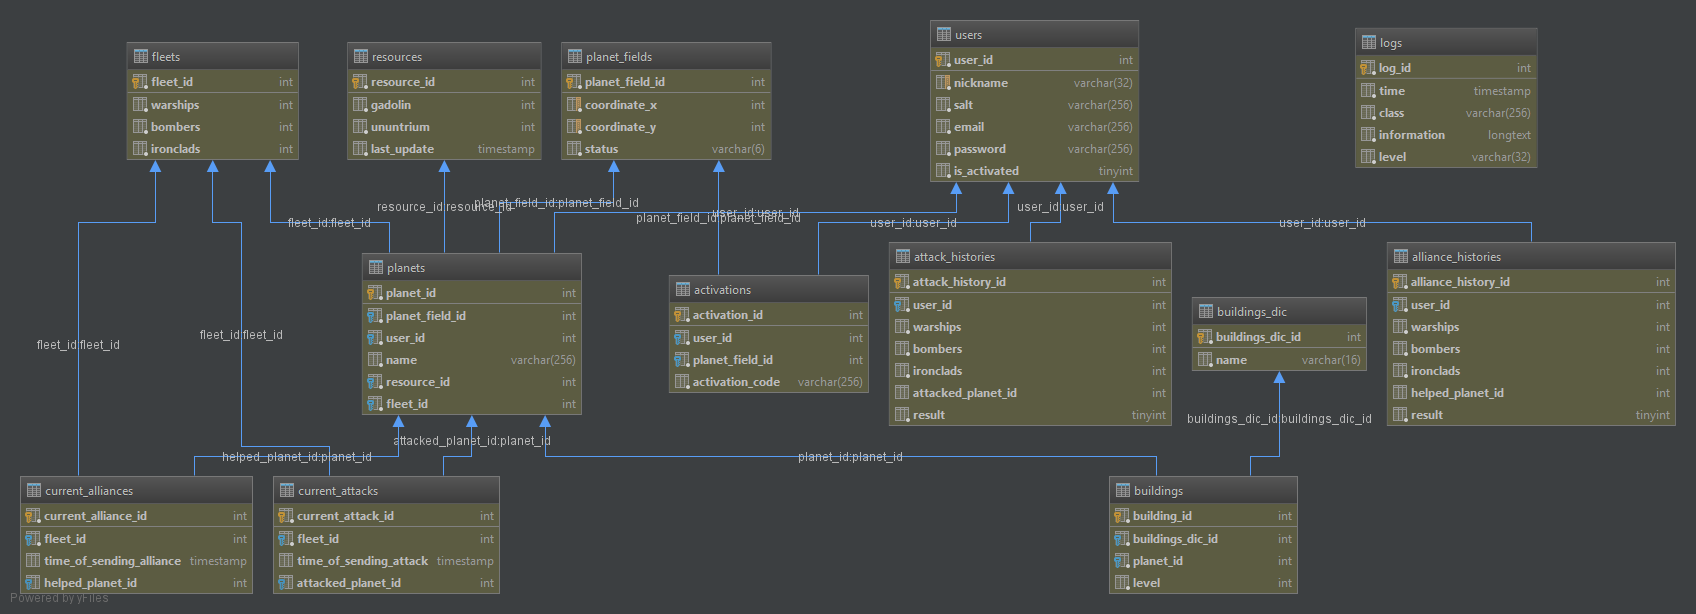 fleets
fleet_id int
warships int
bombers int
ironclads int
resources
resource_id int
gadolin int
ununtrium int
last_update timestamp
planet_fields
planet_field_id int
coordinate_x int
coordinate_y int
status varchar(6)
users
user_id int
nickname varchar(32)
salt varchar(256)
email varchar(256)
password varchar(256)
is_activated tinyint
logs
log_id int
time timestamp
class varchar(256)
information longtext
level varchar(32)
fleet_id:fleet_id
resource_id:resource_id
planet_field_id:planet_field_id
planet_field_id:planet_field_id
user_id:user_id
user_id:user_id
user_id:user_id
user_id:user_id
planets
planet_id int
planet_field_id int
user_id int
name varchar(256)
resource_id int
fleet_id int
activations
activation_id int
user_id int
planet_field_id int
activation_code varchar(256)
attack_histories
attack_history_id int
user_id int
warships int
bombers int
ironclads int
attacked_planet_id int
result tinyint
buildings_dic
buildings_dic_id int
name varchar(16)
alliance_histories
alliance_history_id int
user_id int
warships int
bombers int
ironclads int
helped_planet_id int
result tinyint
fleet_id:fleet_id
fleet_id:fleet_id
attacked_planet_id:planet_id
helped_planet_id:planet_id
planet_id:planet_id
buildings_dic_id:buildings_dic_id
current_alliances
current_alliance_id int
fleet_id int
time_of_sending_alliance timestamp
helped_planet_id int
current_attacks
current_attack_id int
fleet_id int
time_of_sending_attack timestamp
attacked_planet_id int
buildings
building_id int
buildings_dic_id int
planet_id int
level int
Powered by yFiles